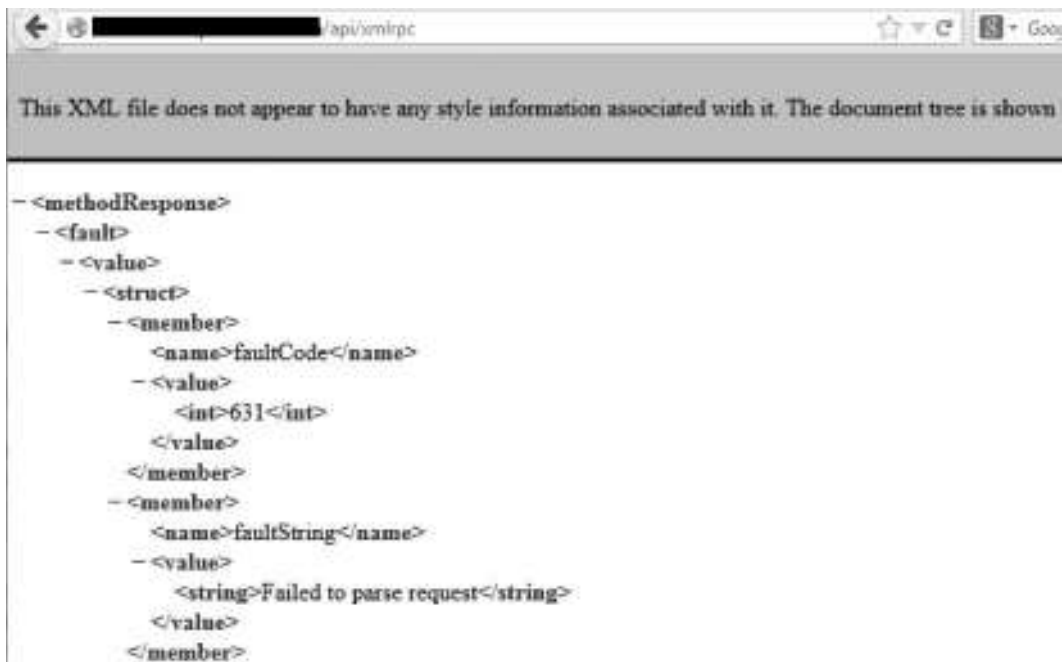 /api/xmlrpc
Goog
This XML file does not appear to have any style information associated with it. The document tree is shown
− <methodResponse>
− <fault>
− <value>
− <struct>
− <member>
<name>faultCode</name>
− <value>
<int>631</int>
</value>
</member>
− <member>
<name>faultString</name>
− <value>
<string>Failed to parse request</string>
</value>
</member>